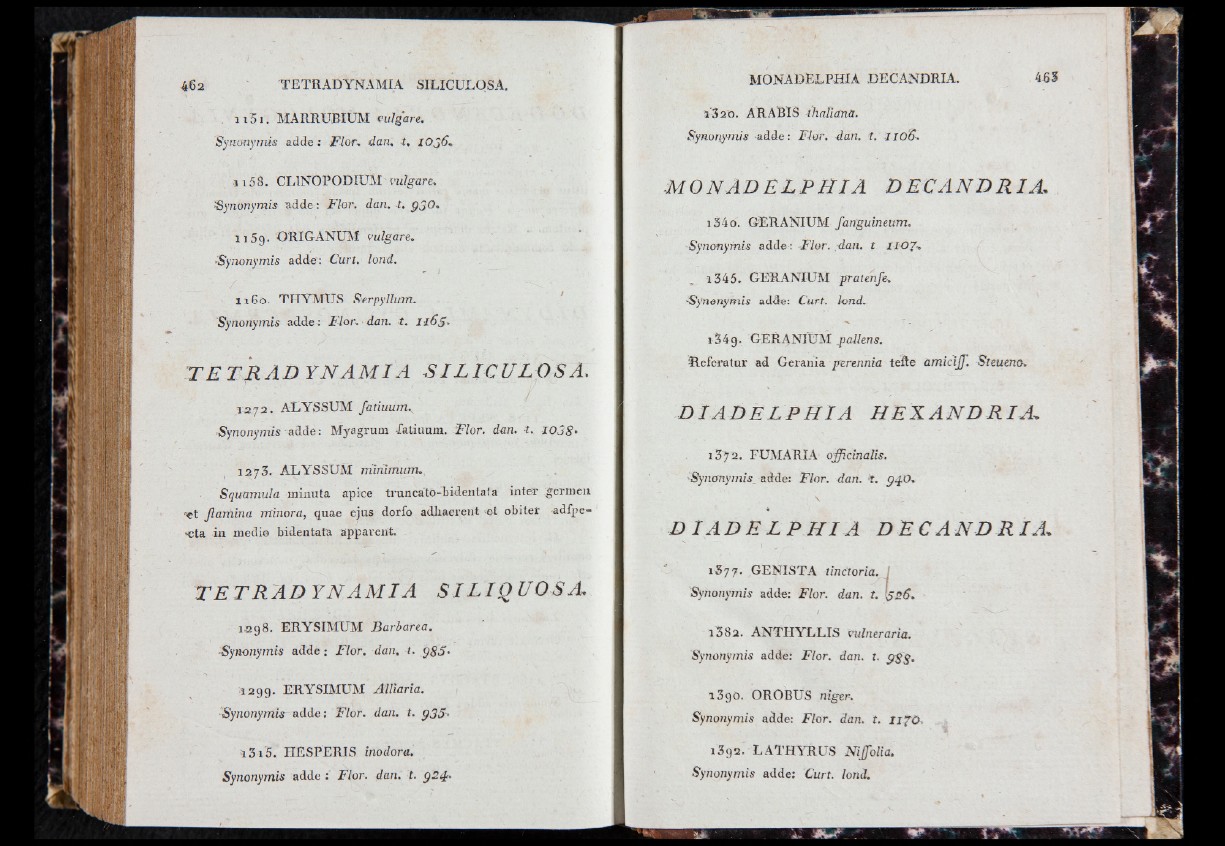 462 TETRADYNAMIA SILICULOSA.
1131. MARRUBIUM vulgare.
Synonymis adde: Flor. dan. t. 1036.
1158. CLINOPODIUM vulgare.
Synonymis adde: Flor. dan. t. 930.
1159. ORIGANUM vulgare.
Synonymis adde: Curt. lond.
1160. THYMUS Serpyllum.
Synonymis adde: Flor. dan. t. 1165.
TETRADYNAMIA SILICULOSA.
1272. ALYSSUM ſatiuum.
Synonymis adde: Myagrum ſatiuum. Flor. dan. t. 1038.
1273. ALYSSUM minimum.
Squamula minuta apice truncato-bidentata inter germen
et ſtamina minora, quae ejus dorſo adhaerent et obiter adſpe-
cta in medio bidentata apparent.
TETRADYNAMIA SILIQUOSA.
1298. ERYSIMUM Barbarea.
Synonymis adde: Flor. dan. t. 985.
1299. ERYSIMUM Alliaria.
Synonymis adde: Flor. dan. t. 935.
1315. HESPERIS inodora.
Synonymis adde: Flor. dan. t. 924.
MONADELPHIA DECANDRIA. 463
1320. ARABIS thaliana.
Synonymis adde: Flor. dan. t. 1106.
MONADELPHIA DECANDRIA.
1340. GERANIUM ſanguineum.
Synonymis adde: Flor. dan. t 1107.
1345. GERANIUM pratenſe.
Synonymis adde: Curt. lond.
1349. GERANIUM pallens.
Referatur ad Gerania perennia teſte amiciſſ. Steueno.
DIADELPHIA HEXANDRIA.
1372. FUMARIA officinalis.
Synonymis adde: Flor. dan. t. 940.
DIADELPHIA DECANDRIA.
1377. GENISTA tinctoria.
Synonymis adde: Flor. dan. t. 526.
1382. ANTHYLLIS vulneraria.
Synonymis adde: Flor. dan. t. 988.
1390. OROBUS niger.
Synonymis adde: Flor. dan. t. 1170.
1392. LATHYRUS Niſſolia.
Synonymis adde: Curt. lond.